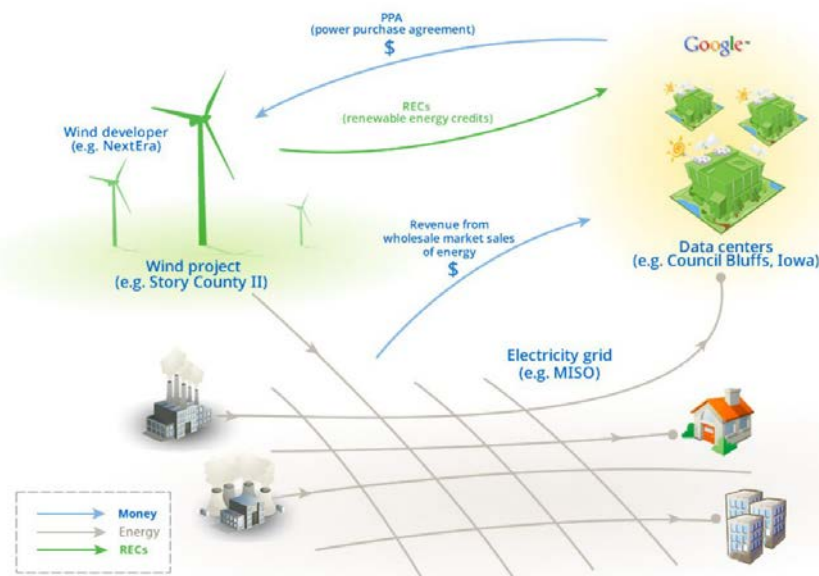 PPA
(power purchase agreement)
$
Google™
RECs
(renewable energy credits)
Wind developer
(e.g. NextEra)
Revenue from
wholesale market sales
of energy
$
Wind project
(e.g. Story County II)
Data centers
(e.g. Council Bluffs, Iowa)
Electricity grid
(e.g. MISO)
Money
Energy
RECs